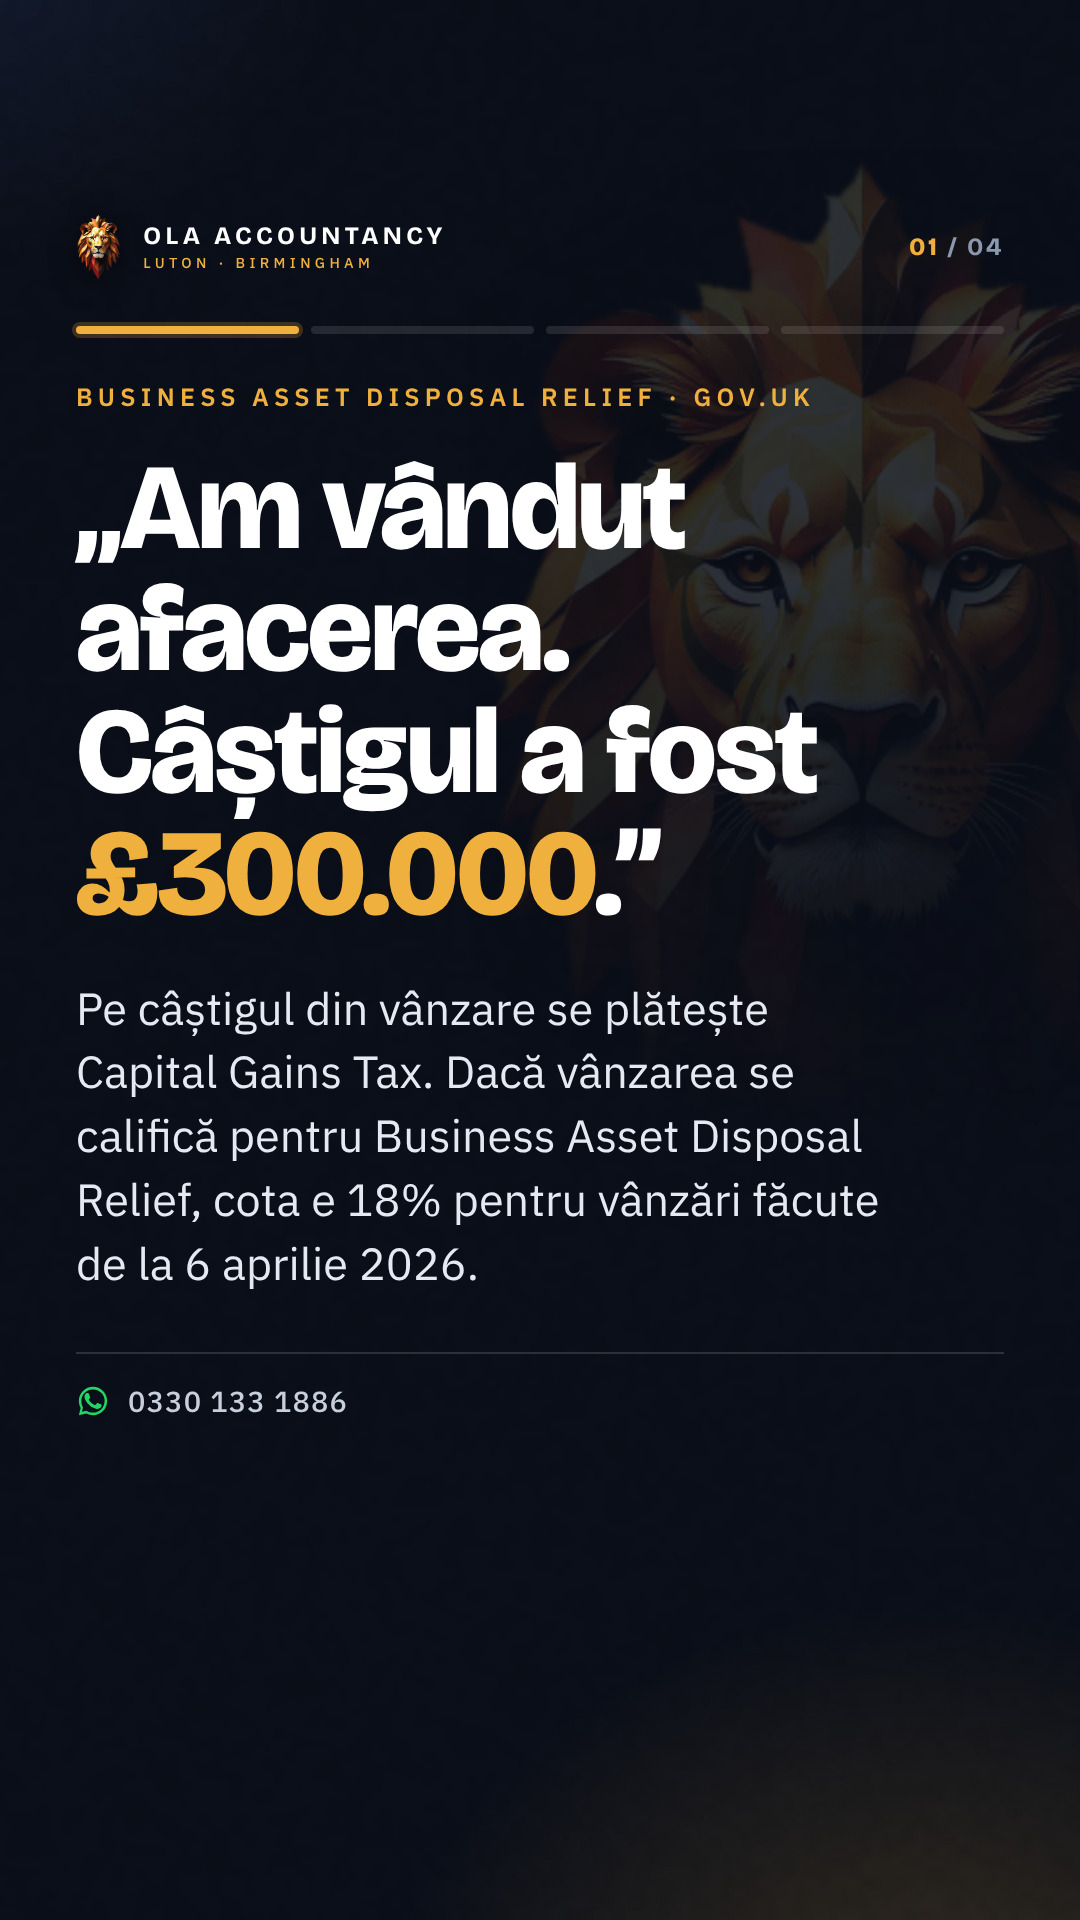 OLA ACCOUNTANCY
LUTON · BIRMINGHAM
01 / 04
BUSINESS ASSET DISPOSAL RELIEF · GOV.UK
„Am vândut
afacerea.
Câștigul a fost
£300.000.”
Pe câștigul din vânzare se plătește
Capital Gains Tax. Dacă vânzarea se
califică pentru Business Asset Disposal
Relief, cota e 18% pentru vânzări făcute
de la 6 aprilie 2026.
0330 133 1886